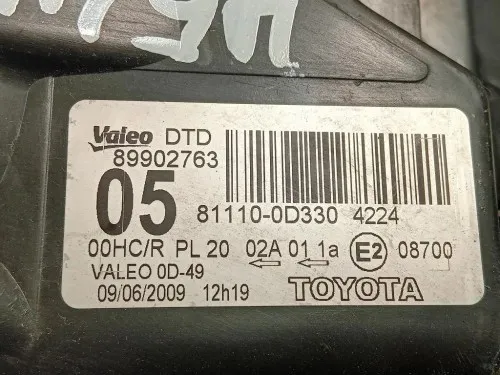 Valeo DTD
89902763
05
81110-0D330 4224
00HC/R PL 20 02A 01 1a E2 08700
VALEO 0D-49
09/06/2009 12h19 TOYOTA